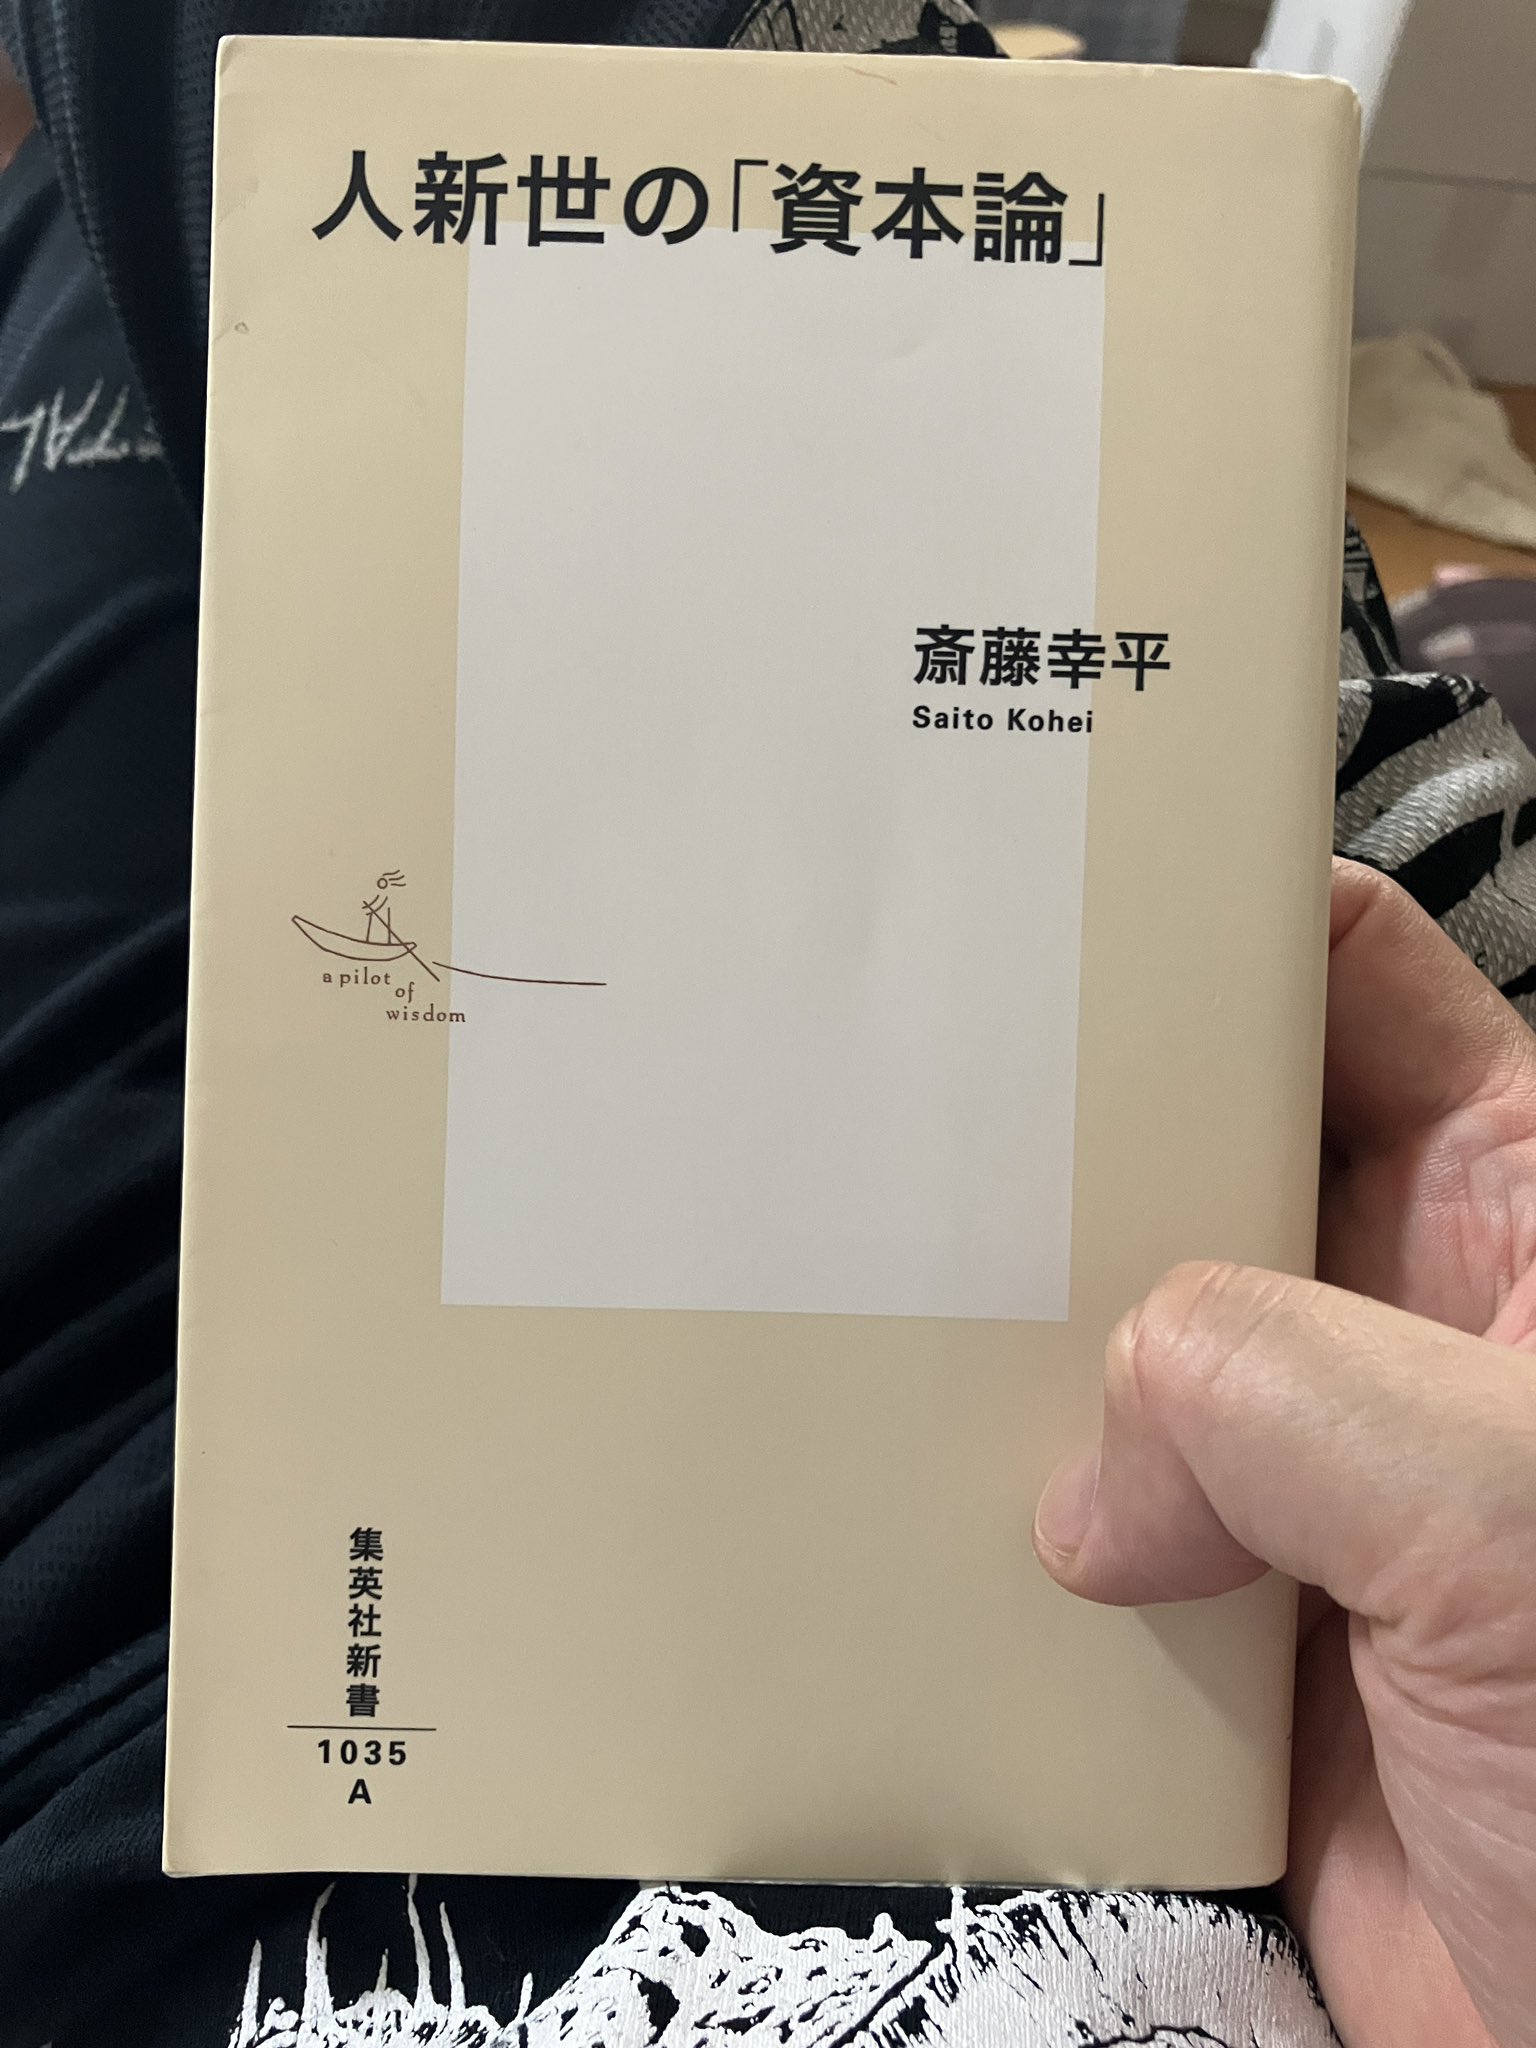 人新世の「資本論」
斎藤幸平
Saito Kohei
a pilot
of
wisdom
集英社新書
1035
A